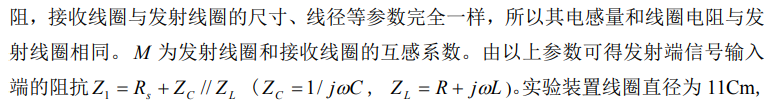 阻，接收线圈与发射线圈的尺寸、线径等参数完全一样，所以其电感量和线圈电阻与发
射线圈相同。M 为发射线圈和接收线圈的互感系数。由以上参数可得发射端信号输入
端的阻抗 Z₁ = Rₛ + Z_C // Z_L （Z_C = 1/ jωC， Z_L = R + jωL）。实验装置线圈直径为 11Cm,